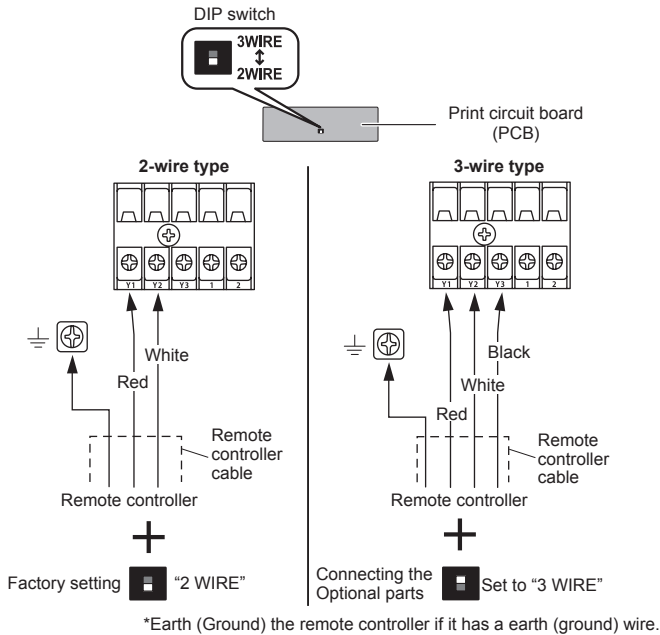 DIP switch
3WIRE
2WIRE
Print circuit board
(PCB)
2-wire type
Y1 Y2 Y3 1 2
White
Red
Remote
controller
cable
Remote controller
Factory setting
"2 WIRE"
3-wire type
Y1 Y2 Y3 1 2
Black
White
Red
Remote
controller
cable
Remote controller
Connecting the
Optional parts
Set to "3 WIRE"
*Earth (Ground) the remote controller if it has a earth (ground) wire.